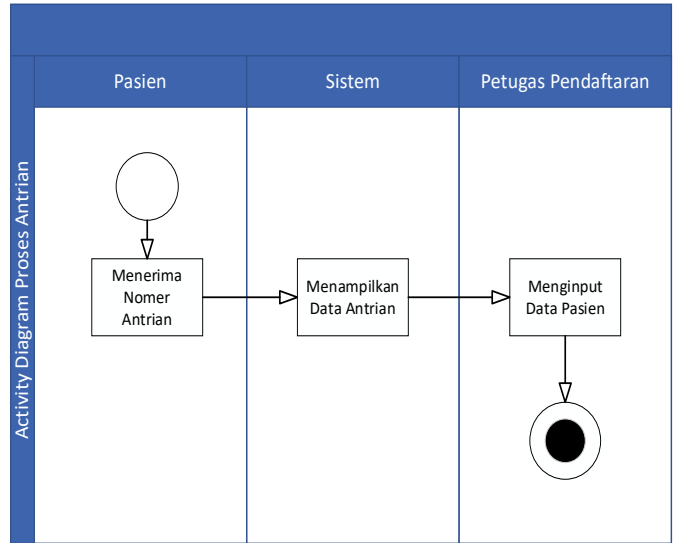 Pasien
Sistem
Petugas Pendaftaran
Activity Diagram Proses Antrian
Menerima
Nomer
Antrian
Menampilkan
Data Antrian
Menginput
Data Pasien